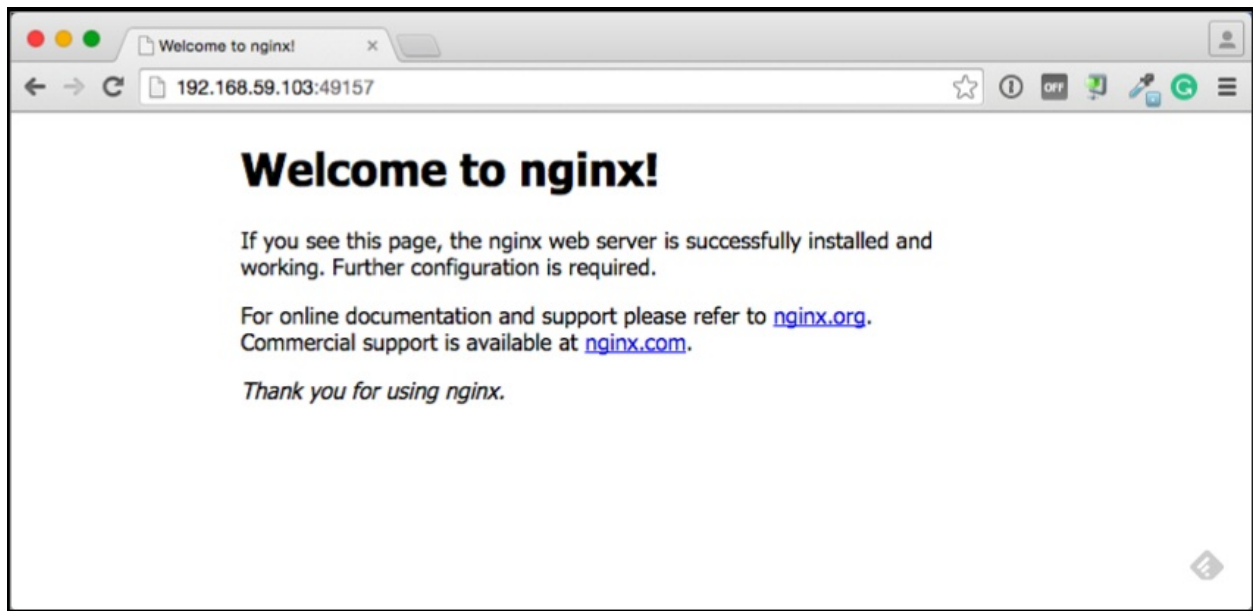 Welcome to nginx!
192.168.59.103:49157
OFF
Welcome to nginx!
If you see this page, the nginx web server is successfully installed and
working. Further configuration is required.
For online documentation and support please refer to nginx.org.
Commercial support is available at nginx.com.
Thank you for using nginx.